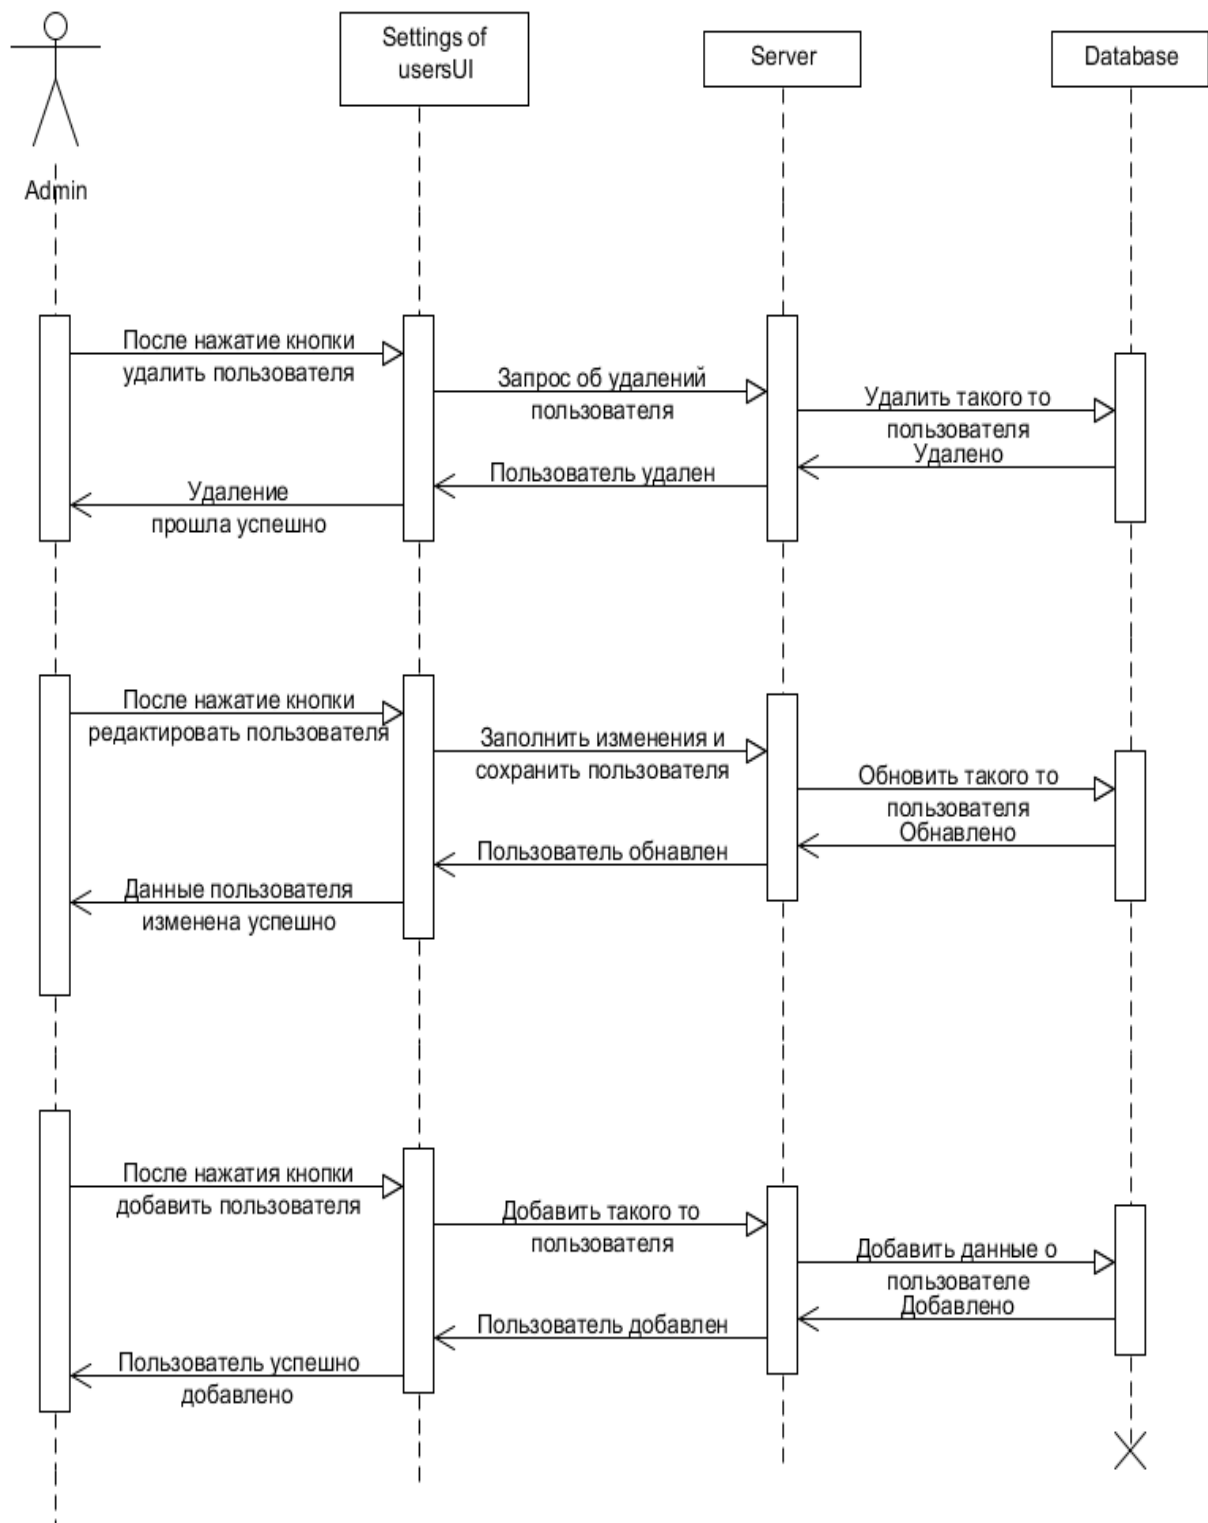 Settings of
usersUI
Server
Database
Admin
После нажатие кнопки
удалить пользователя
Запрос об удалений
пользователя
Удалить такого то
пользователя
Удалено
Пользователь удален
Удаление
прошла успешно
После нажатие кнопки
редактировать пользователя
Заполнить изменения и
сохранить пользователя
Обновить такого то
пользователя
Обнавлено
Пользователь обнавлен
Данные пользователя
изменена успешно
После нажатия кнопки
добавить пользователя
Добавить такого то
пользователя
Добавить данные о
пользователе
Добавлено
Пользователь добавлен
Пользователь успешно
добавлено